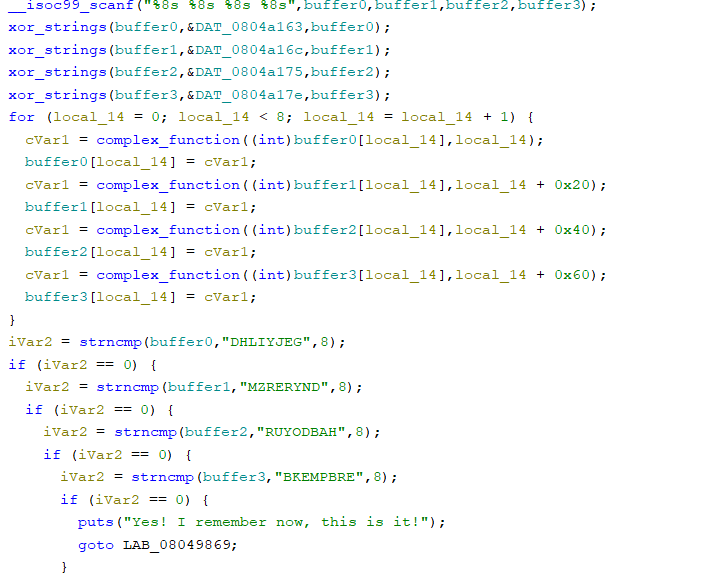 __isoc99_scanf("%8s %8s %8s %8s",buffer0,buffer1,buffer2,buffer3);
xor_strings(buffer0,&DAT_0804a163,buffer0);
xor_strings(buffer1,&DAT_0804a16c,buffer1);
xor_strings(buffer2,&DAT_0804a175,buffer2);
xor_strings(buffer3,&DAT_0804a17e,buffer3);
for (local_14 = 0; local_14 < 8; local_14 = local_14 + 1) {
  cVar1 = complex_function((int)buffer0[local_14],local_14);
  buffer0[local_14] = cVar1;
  cVar1 = complex_function((int)buffer1[local_14],local_14 + 0x20);
  buffer1[local_14] = cVar1;
  cVar1 = complex_function((int)buffer2[local_14],local_14 + 0x40);
  buffer2[local_14] = cVar1;
  cVar1 = complex_function((int)buffer3[local_14],local_14 + 0x60);
  buffer3[local_14] = cVar1;
}
iVar2 = strncmp(buffer0,"DHLIYJEG",8);
if (iVar2 == 0) {
  iVar2 = strncmp(buffer1,"MZRERYND",8);
  if (iVar2 == 0) {
    iVar2 = strncmp(buffer2,"RUYODBAH",8);
    if (iVar2 == 0) {
      iVar2 = strncmp(buffer3,"BKEMPBRE",8);
      if (iVar2 == 0) {
        puts("Yes! I remember now, this is it!");
        goto LAB_08049869;
      }